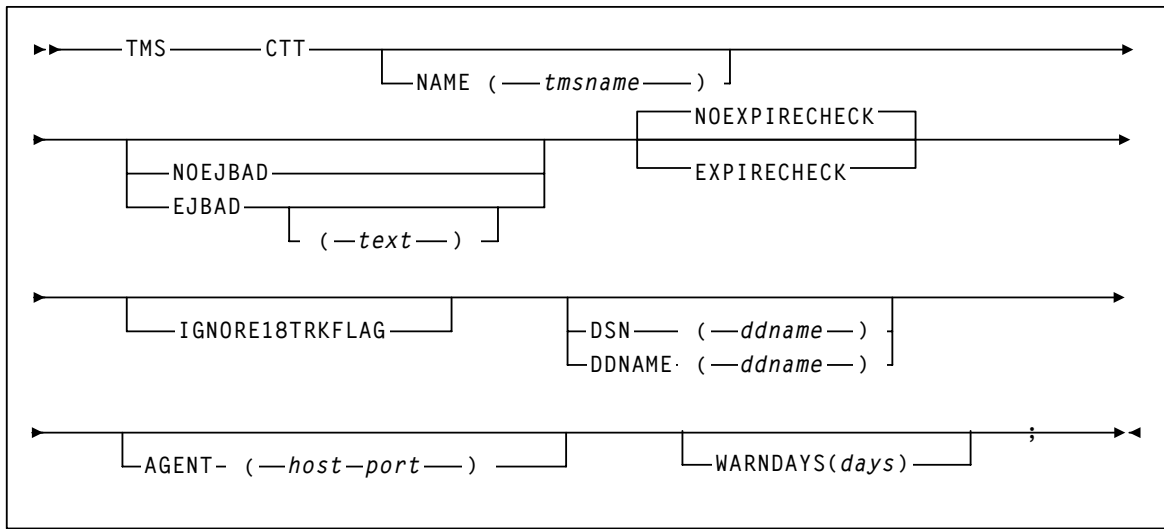 TMS CTT
NAME ( tmsname )
NOEXPIRECHECK
NOEJBAD EXPIRECHECK
EJBAD
( text )
IGNORE18TRKFLAG DSN ( ddname )
DDNAME ( ddname )
;
AGENT ( host port ) WARNDAYS(days)